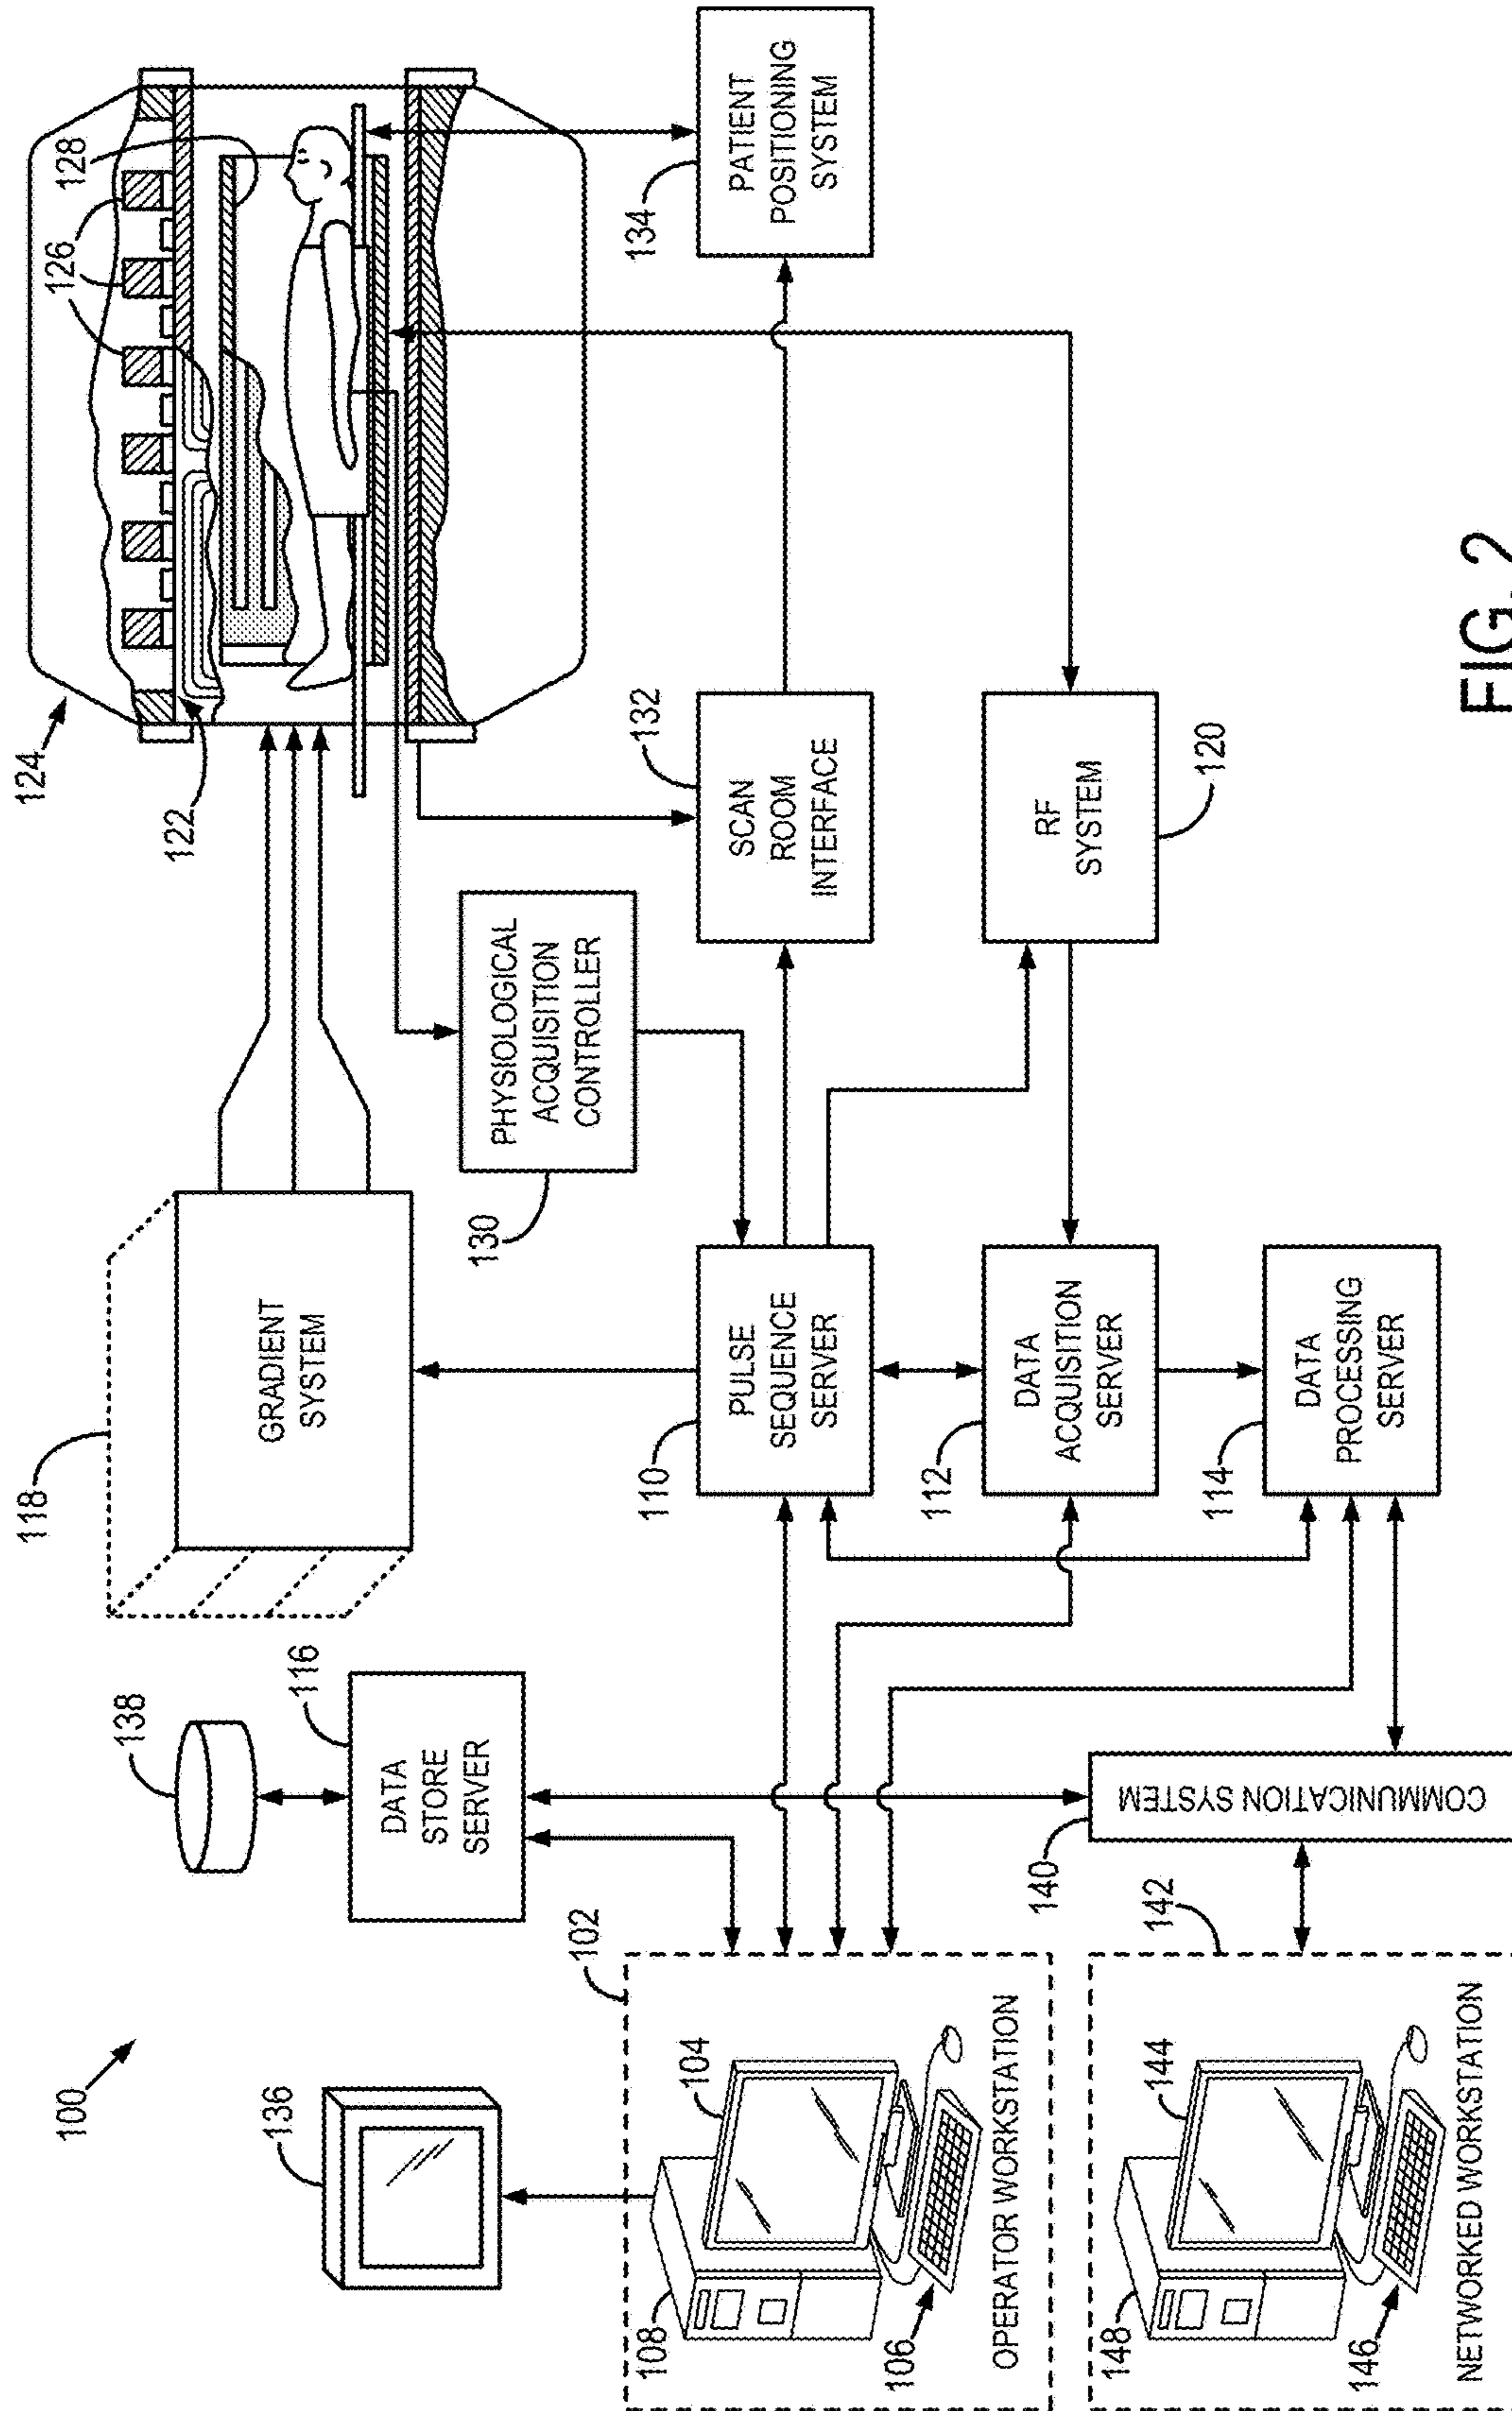 100
136
138
118
124
116
126
128
122
GRADIENT
SYSTEM
DATA
STORE
SERVER
130
PHYSIOLOGICAL
ACQUISITION
CONTROLLER
102
108
104
106
OPERATOR WORKSTATION
110
PULSE
SEQUENCE
SERVER
132
SCAN
ROOM
INTERFACE
134
PATIENT
POSITIONING
SYSTEM
112
DATA
ACQUISITION
SERVER
RF
SYSTEM
120
140
COMMUNICATION SYSTEM
114
DATA
PROCESSING
SERVER
142
148
144
146
NETWORKED WORKSTATION
FIG. 2